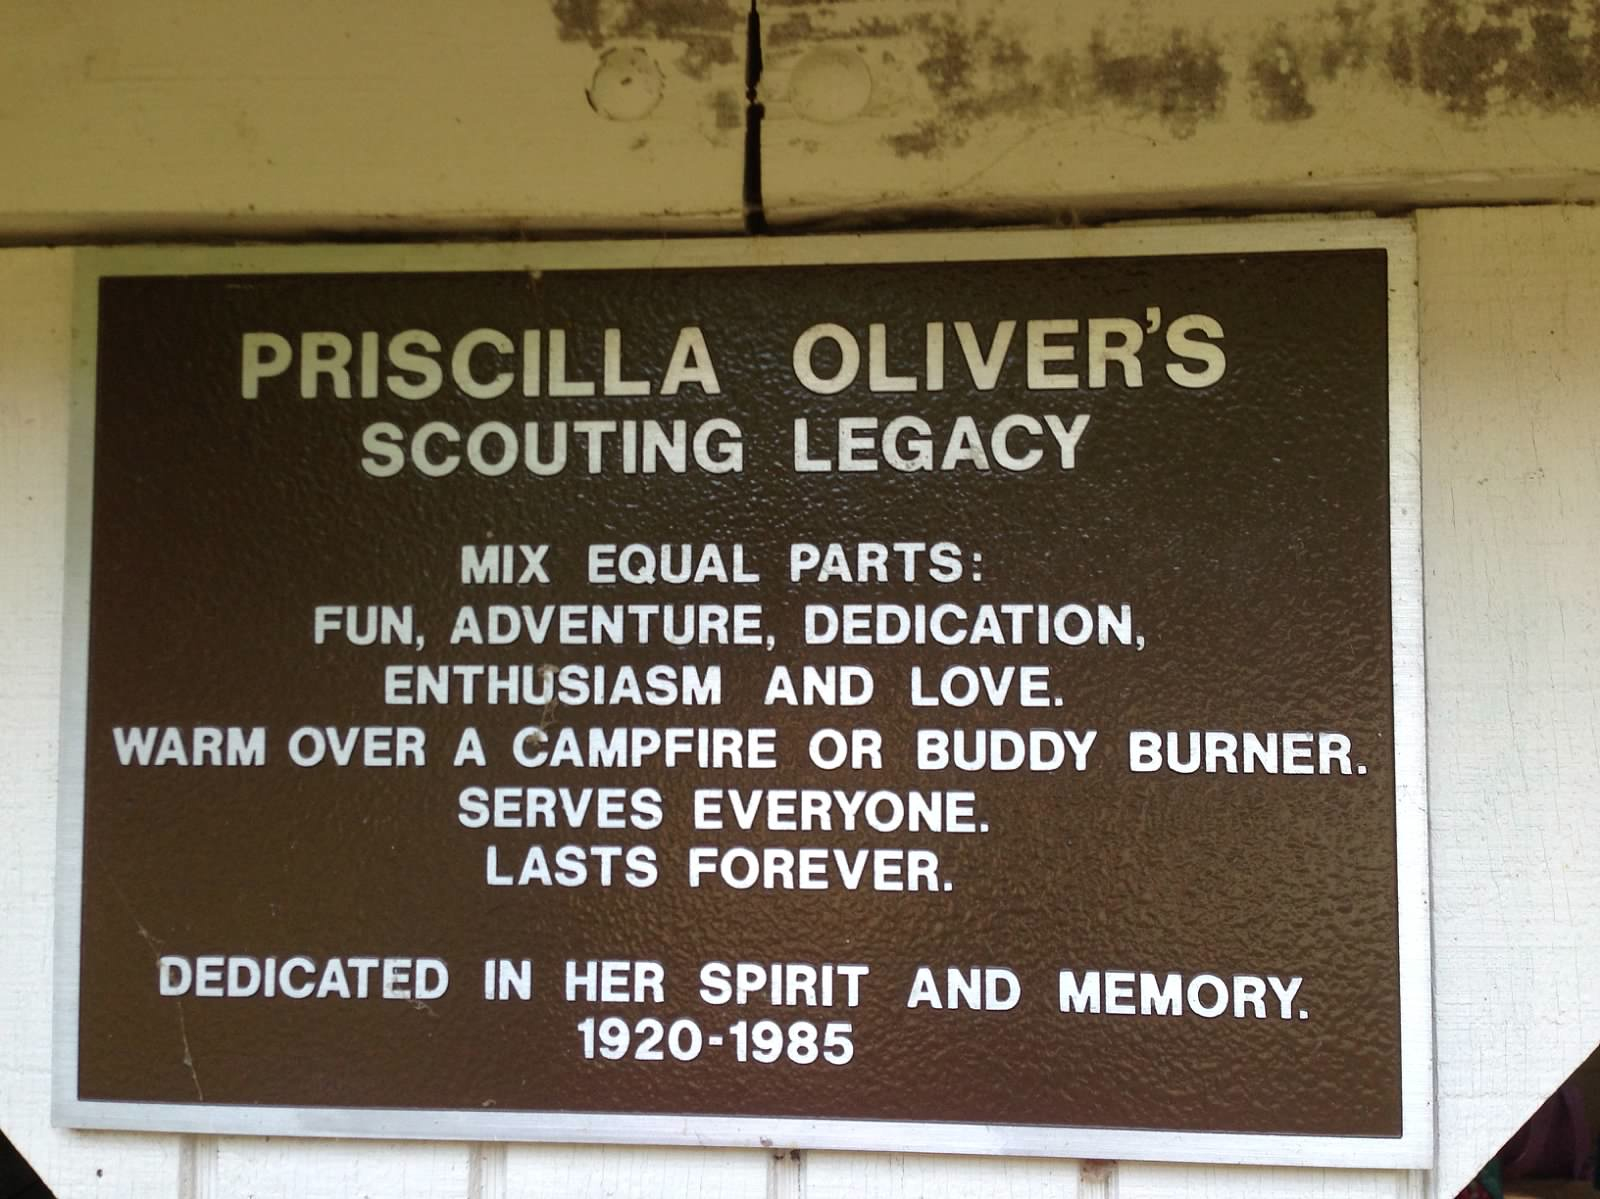 PRISCILLA OLIVER'S
SCOUTING LEGACY
MIX EQUAL PARTS:
FUN, ADVENTURE, DEDICATION,
ENTHUSIASM AND LOVE.
WARM OVER A CAMPFIRE OR BUDDY BURNER.
SERVES EVERYONE.
LASTS FOREVER.
DEDICATED IN HER SPIRIT AND MEMORY.
1920-1985